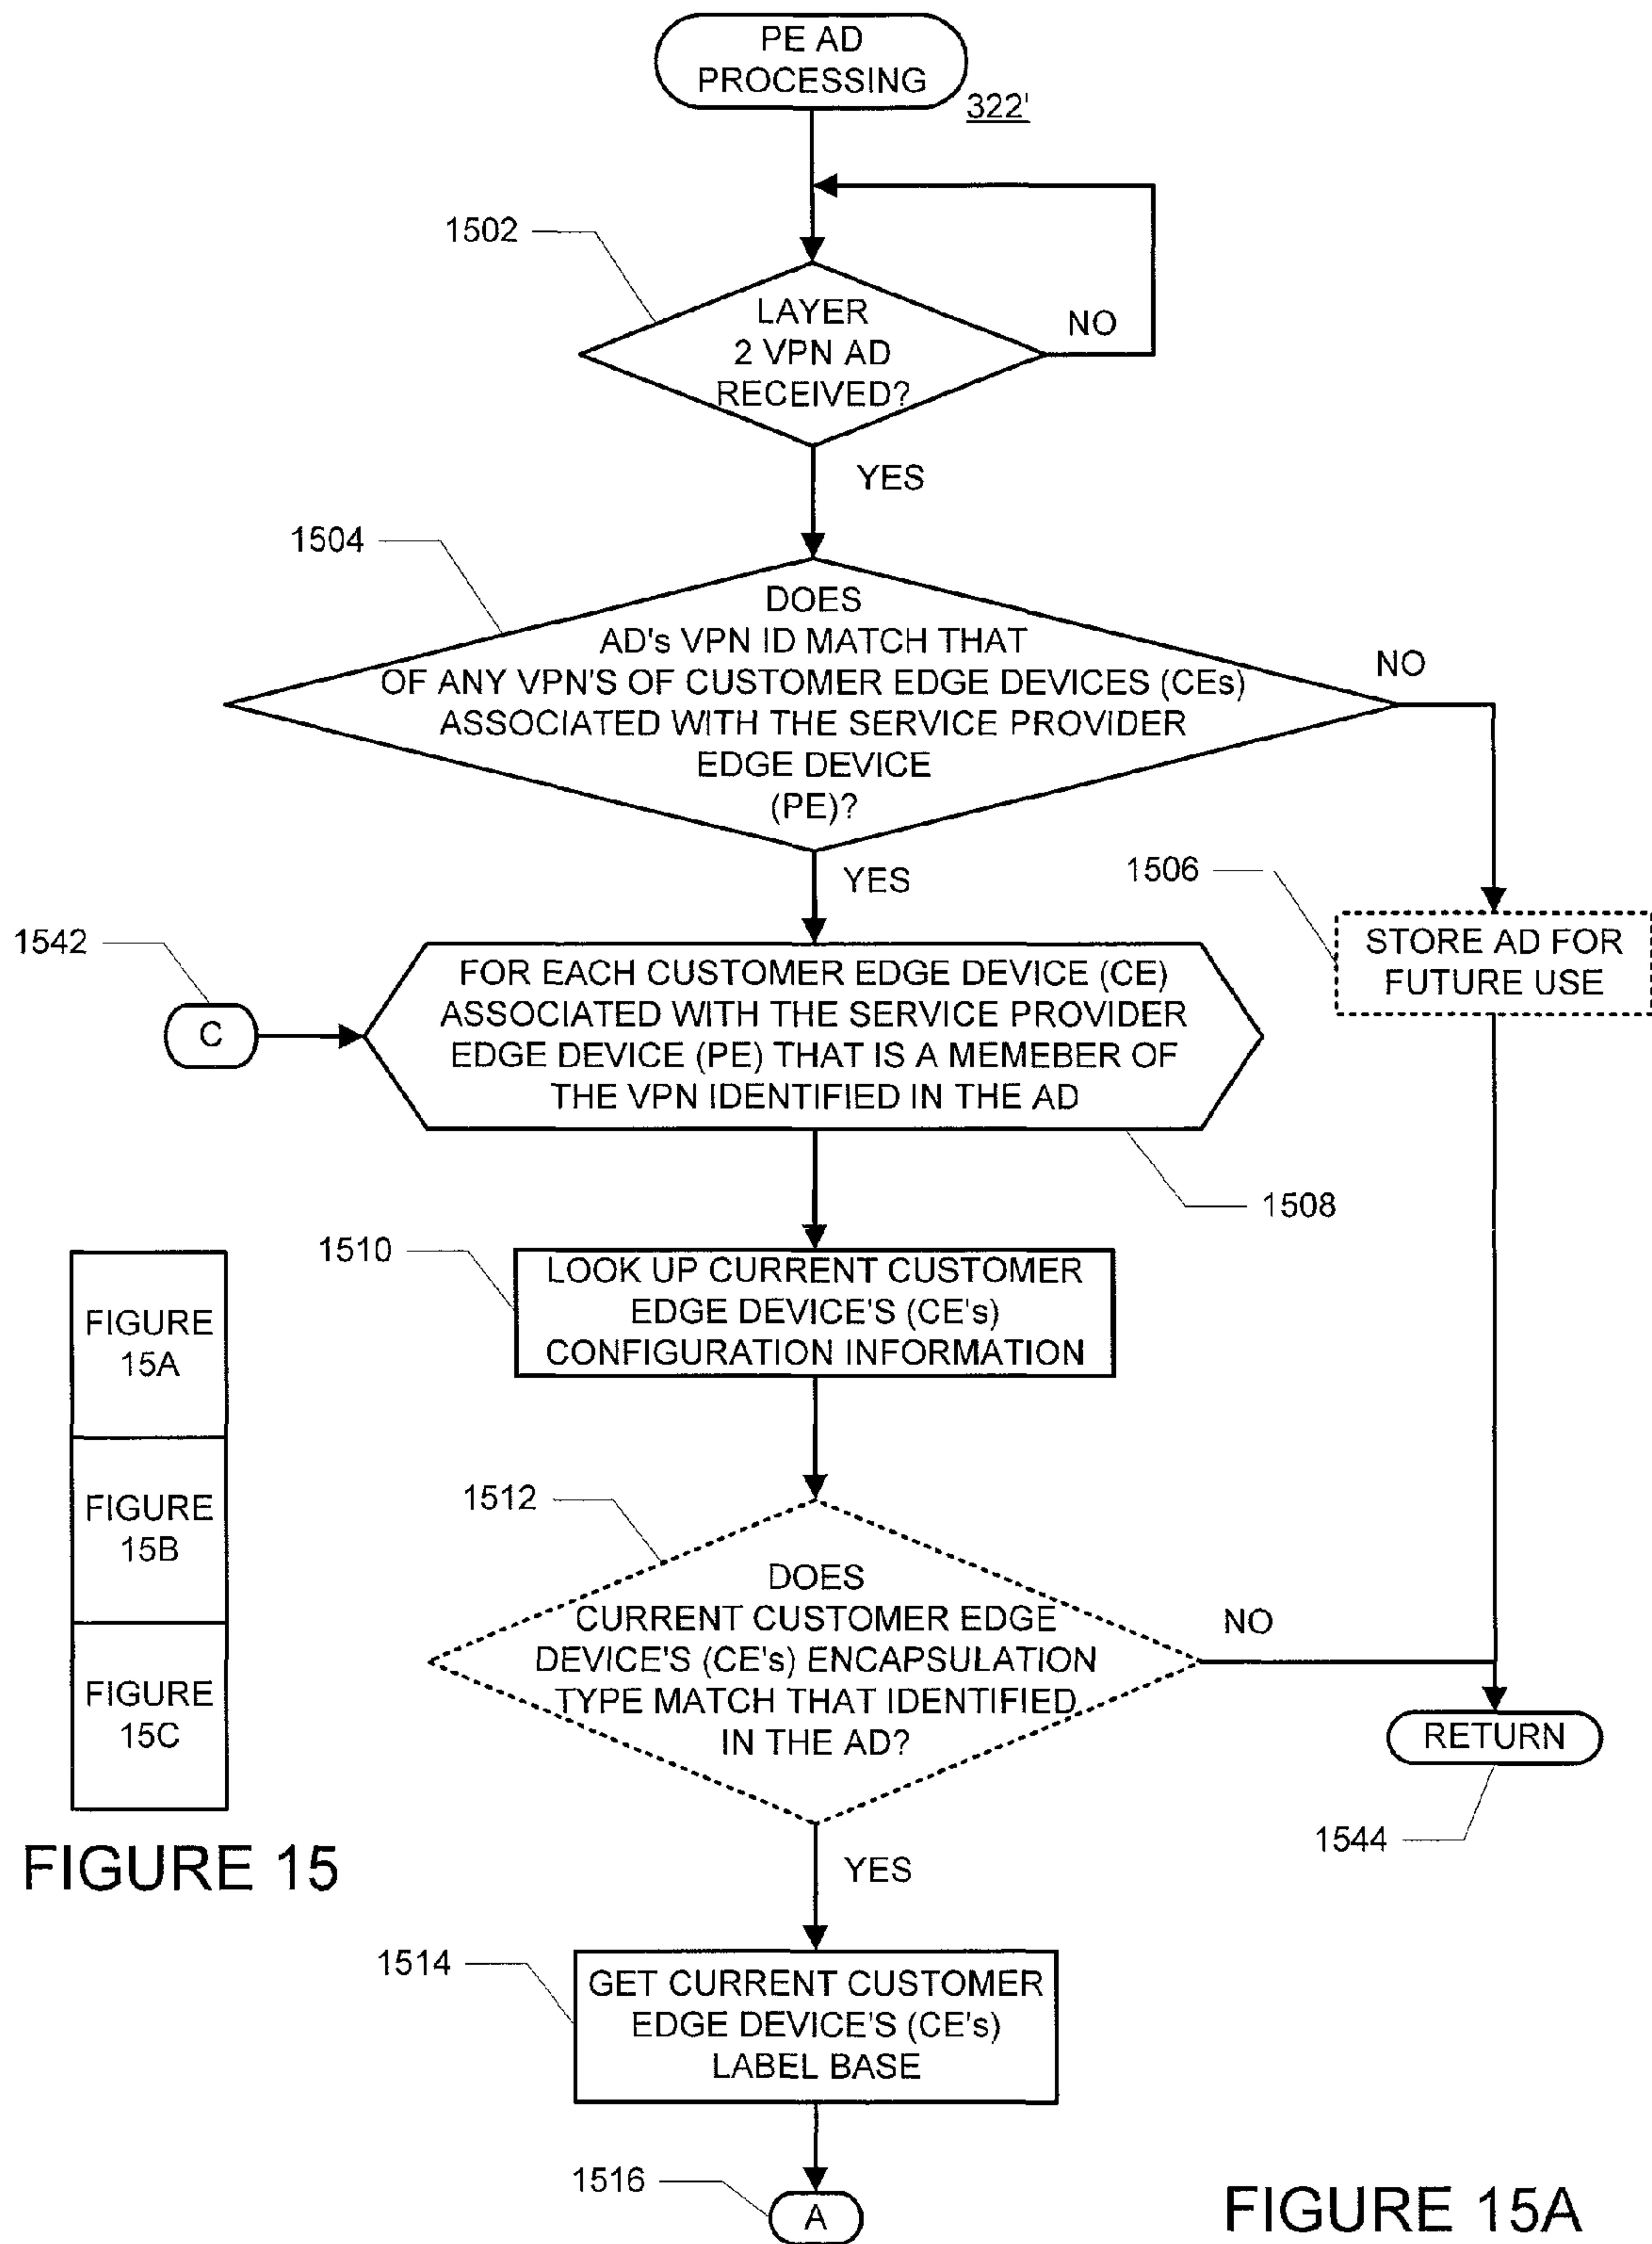 PE AD
PROCESSING
322'
1502
LAYER
2 VPN AD
RECEIVED?
NO
YES
1504
DOES
AD's VPN ID MATCH THAT
OF ANY VPN'S OF CUSTOMER EDGE DEVICES (CEs)
ASSOCIATED WITH THE SERVICE PROVIDER
EDGE DEVICE
(PE)?
NO
YES
1506
STORE AD FOR
FUTURE USE
1542
C
FOR EACH CUSTOMER EDGE DEVICE (CE)
ASSOCIATED WITH THE SERVICE PROVIDER
EDGE DEVICE (PE) THAT IS A MEMEBER OF
THE VPN IDENTIFIED IN THE AD
1508
1510
LOOK UP CURRENT CUSTOMER
EDGE DEVICE'S (CE's)
CONFIGURATION INFORMATION
FIGURE
15A
FIGURE
15B
FIGURE
15C
FIGURE 15
1512
DOES
CURRENT CUSTOMER EDGE
DEVICE'S (CE's) ENCAPSULATION
TYPE MATCH THAT IDENTIFIED
IN THE AD?
NO
RETURN
1544
YES
1514
GET CURRENT CUSTOMER
EDGE DEVICE'S (CE's)
LABEL BASE
1516
A
FIGURE 15A